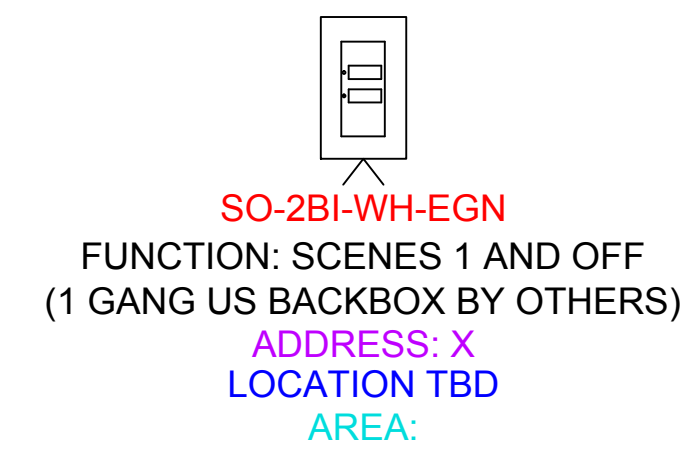 SO-2BI-WH-EGN
FUNCTION: SCENES 1 AND OFF
(1 GANG US BACKBOX BY OTHERS)
ADDRESS: X
LOCATION TBD
AREA: